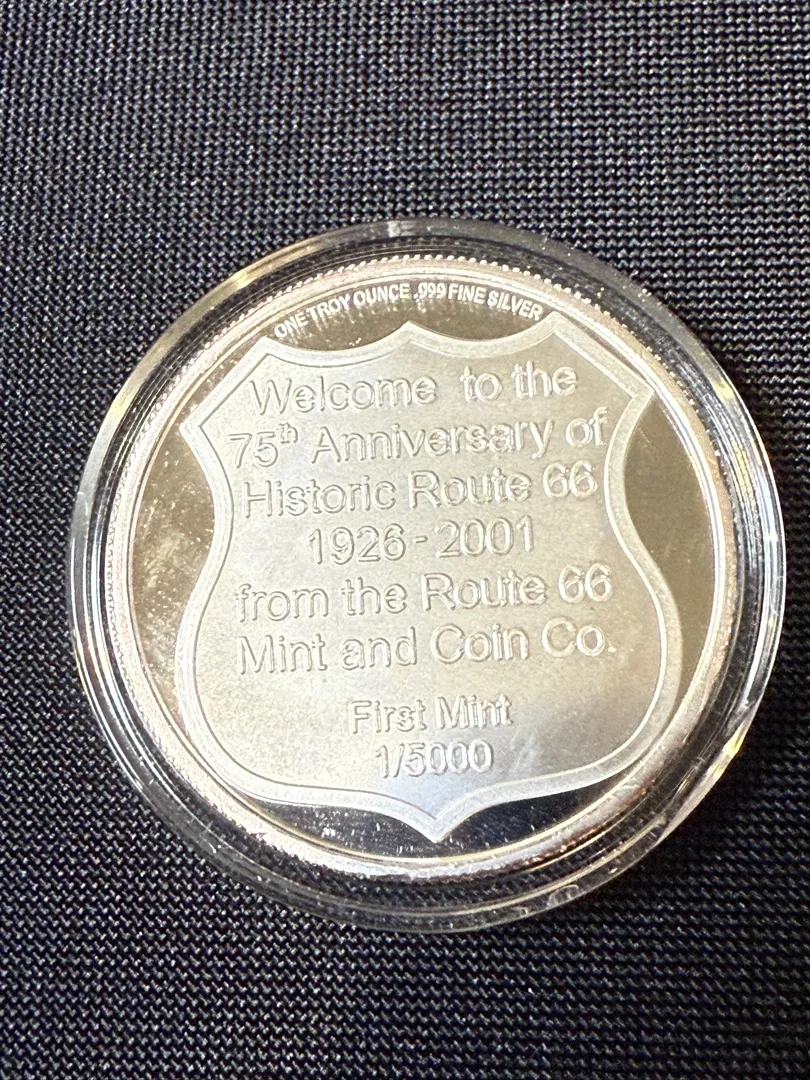 ONE TROY OUNCE .999 FINE SILVER
Welcome to the
75th Anniversary of
Historic Route 66
1926-2001
from the Route 66
Mint and Coin Co.
First Mint
1/5000